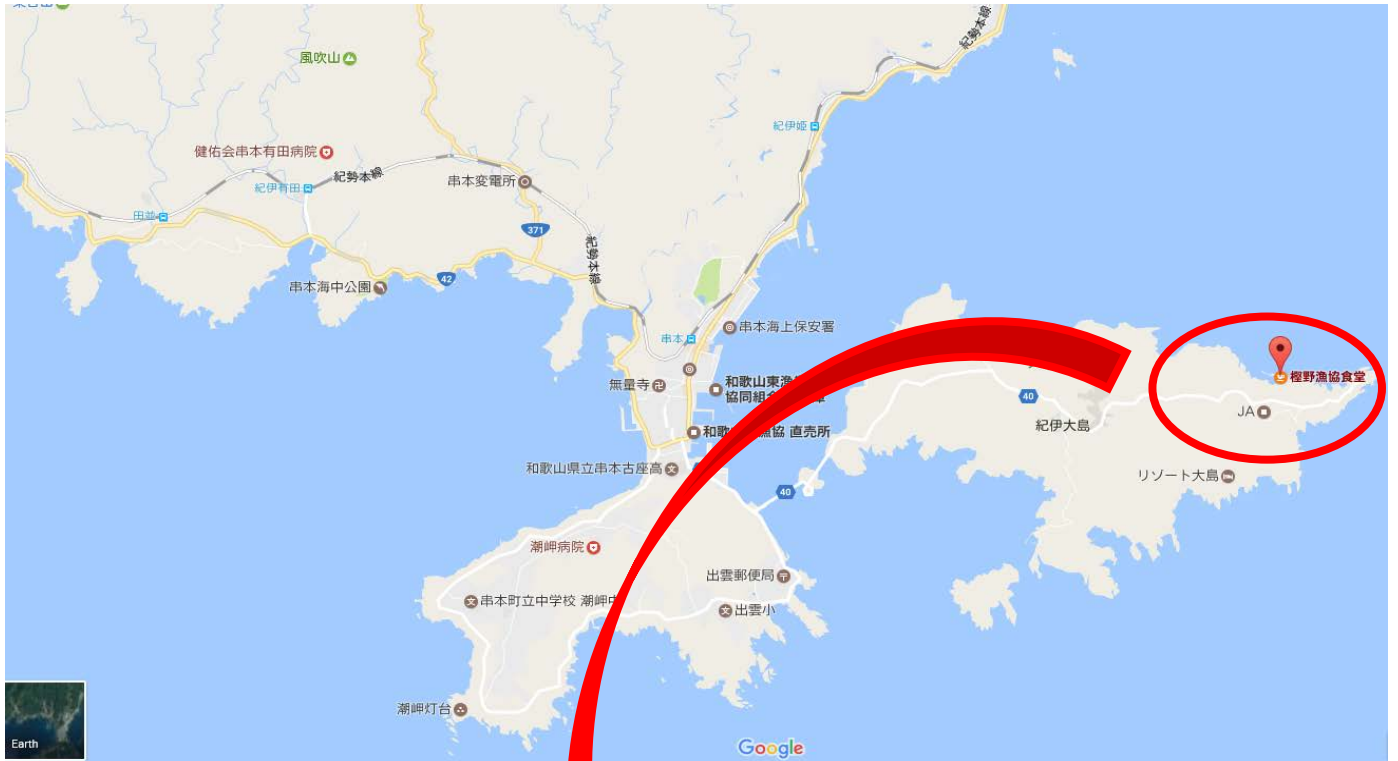 風吹山
紀勢本線
紀伊姫
健佑会串本有田病院
紀勢本線
紀伊有田
串本変電所
田並
371
紀勢本線
42
串本海中公園
串本海上保安署
串本
樫野漁協食堂
無量寺
和歌山東漁
協同組合
40
JA
紀伊大島
直売所
和歌山県立串本古座高
リゾート大島
40
潮岬病院
出雲郵便局
串本町立中学校 潮岬中
出雲小
潮岬灯台
Earth
Google